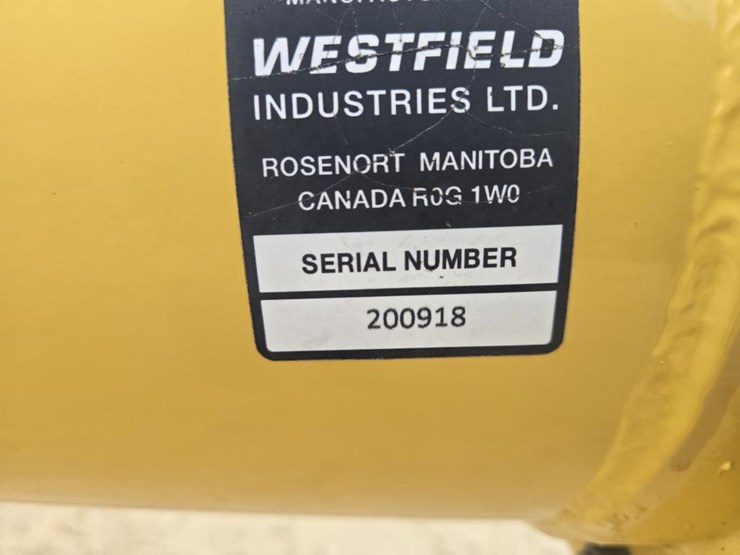 WESTFIELD
INDUSTRIES LTD.
ROSENORT MANITOBA
CANADA R0G 1W0
SERIAL NUMBER
200918